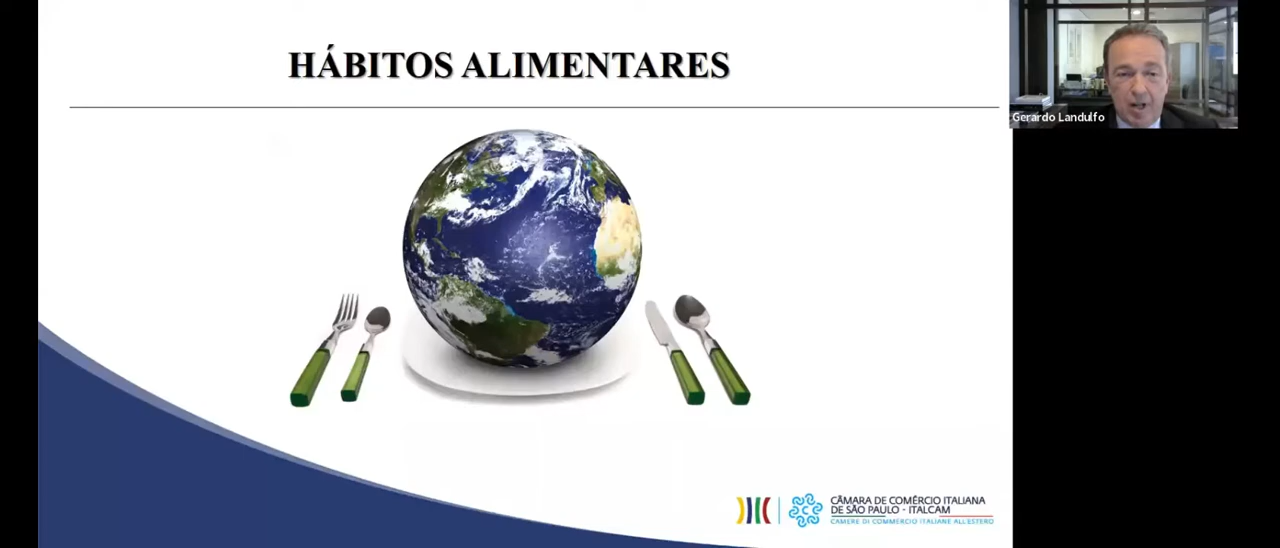 HÁBITOS ALIMENTARES
Gerardo Landulfo
CÂMARA DE COMÉRCIO ITALIANA
DE SÃO PAULO - ITALCAM
CAMERE DI COMMERCIO ITALIANE ALL'ESTERO